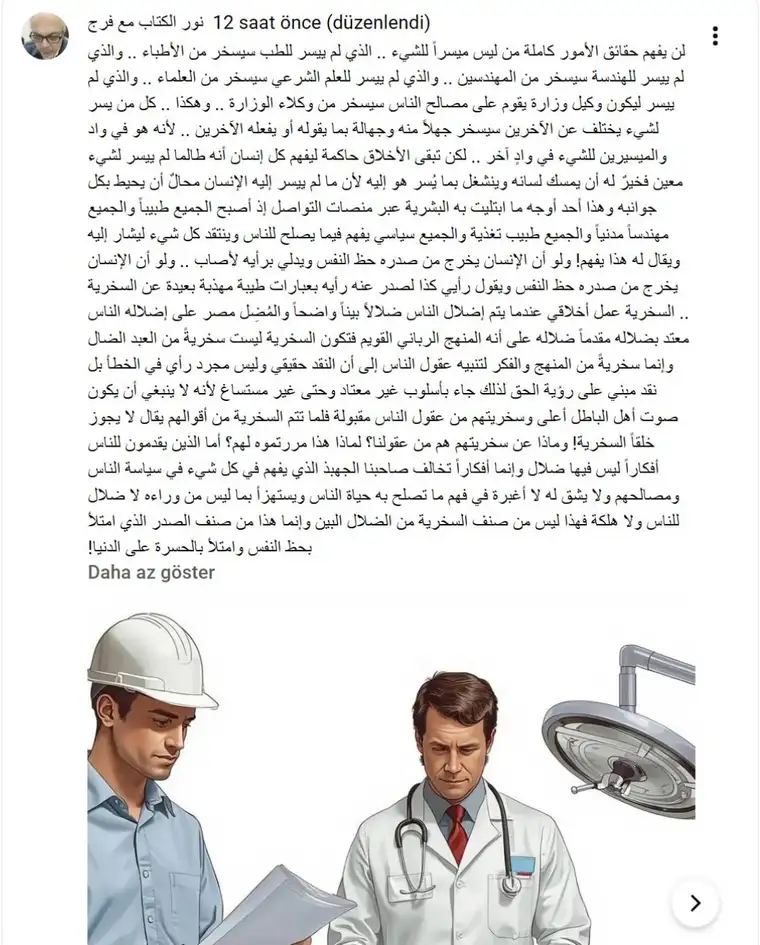 نور الكتاب مع فرج 12 saat önce (düzenlendi)
لن يفهم حقائق الأمور كاملة من ليس ميسراً للشيء .. الذي لم ييسر للطب سيسخر من الأطباء .. والذي
لم ييسر للهندسة سيسخر من المهندسين .. والذي لم ييسر للعلم الشرعي سيسخر من العلماء .. والذي لم
ييسر ليكون وكيل وزارة يقوم على مصالح الناس سيسخر من وكلاء الوزارة .. وهكذا .. كل من يسر
لشيء يختلف عن الآخرين سيسخر جهلاً منه وجهالة بما يقوله أو يفعله الآخرين .. لأنه هو في واد
والميسيرين للشيء في وادٍ آخر .. لكن تبقى الأخلاق حاكمة ليفهم كل إنسان أنه طالما لم ييسر لشيء
معين فخيرٌ له أن يمسك لسانه وينشغل بما يُسر هو إليه لأن ما لم ييسر إليه الإنسان محالٌ أن يحيط بكل
جوانبه وهذا أحد أوجه ما ابتليت به البشرية عبر منصات التواصل إذ أصبح الجميع طبيباً والجميع
مهندساً مدنياً والجميع طبيب تغذية والجميع سياسي يفهم فيما يصلح للناس وينتقد كل شيء ليشار إليه
ويقال له هذا يفهم! ولو أن الإنسان يخرج من صدره حظ النفس ويدلي برأيه لأصاب .. ولو أن الإنسان
يخرج من صدره حظ النفس ويقول رأيي كذا لصدر عنه رأيه بعبارات طيبة مهذبة بعيدة عن السخرية
.. السخرية عمل أخلاقي عندما يتم إضلال الناس ضلالاً بيناً واضحاً والمُضِل مصر على إضلاله الناس
معتد بضلاله مقدماً ضلاله على أنه المنهج الرباني القويم فتكون السخرية ليست سخريةً من العبد الضال
وإنما سخريةً من المنهج والفكر لتنبيه عقول الناس إلى أن النقد حقيقي وليس مجرد رأي في الخطأ بل
نقد مبني على رؤية الحق لذلك جاء بأسلوب غير معتاد وحتى غير مستساغ لأنه لا ينبغي أن يكون
صوت أهل الباطل أعلى وسخريتهم من عقول الناس مقبولة فلما تتم السخرية من أقوالهم يقال لا يجوز
خلقاً السخرية! وماذا عن سخريتهم هم من عقولنا؟ لماذا هذا مررتموه لهم؟ أما الذين يقدمون للناس
أفكاراً ليس فيها ضلال وإنما أفكاراً تخالف صاحبنا الجهبذ الذي يفهم في كل شيء في سياسة الناس
ومصالحهم ولا يشق له لا أغبرة في فهم ما تصلح به حياة الناس ويستهزأ بما ليس من وراءه لا ضلال
للناس ولا هلكة فهذا ليس من صنف السخرية من الضلال البين وإنما هذا من صنف الصدر الذي امتلأ
بحظ النفس وامتلأ بالحسرة على الدنيا!
Daha az göster